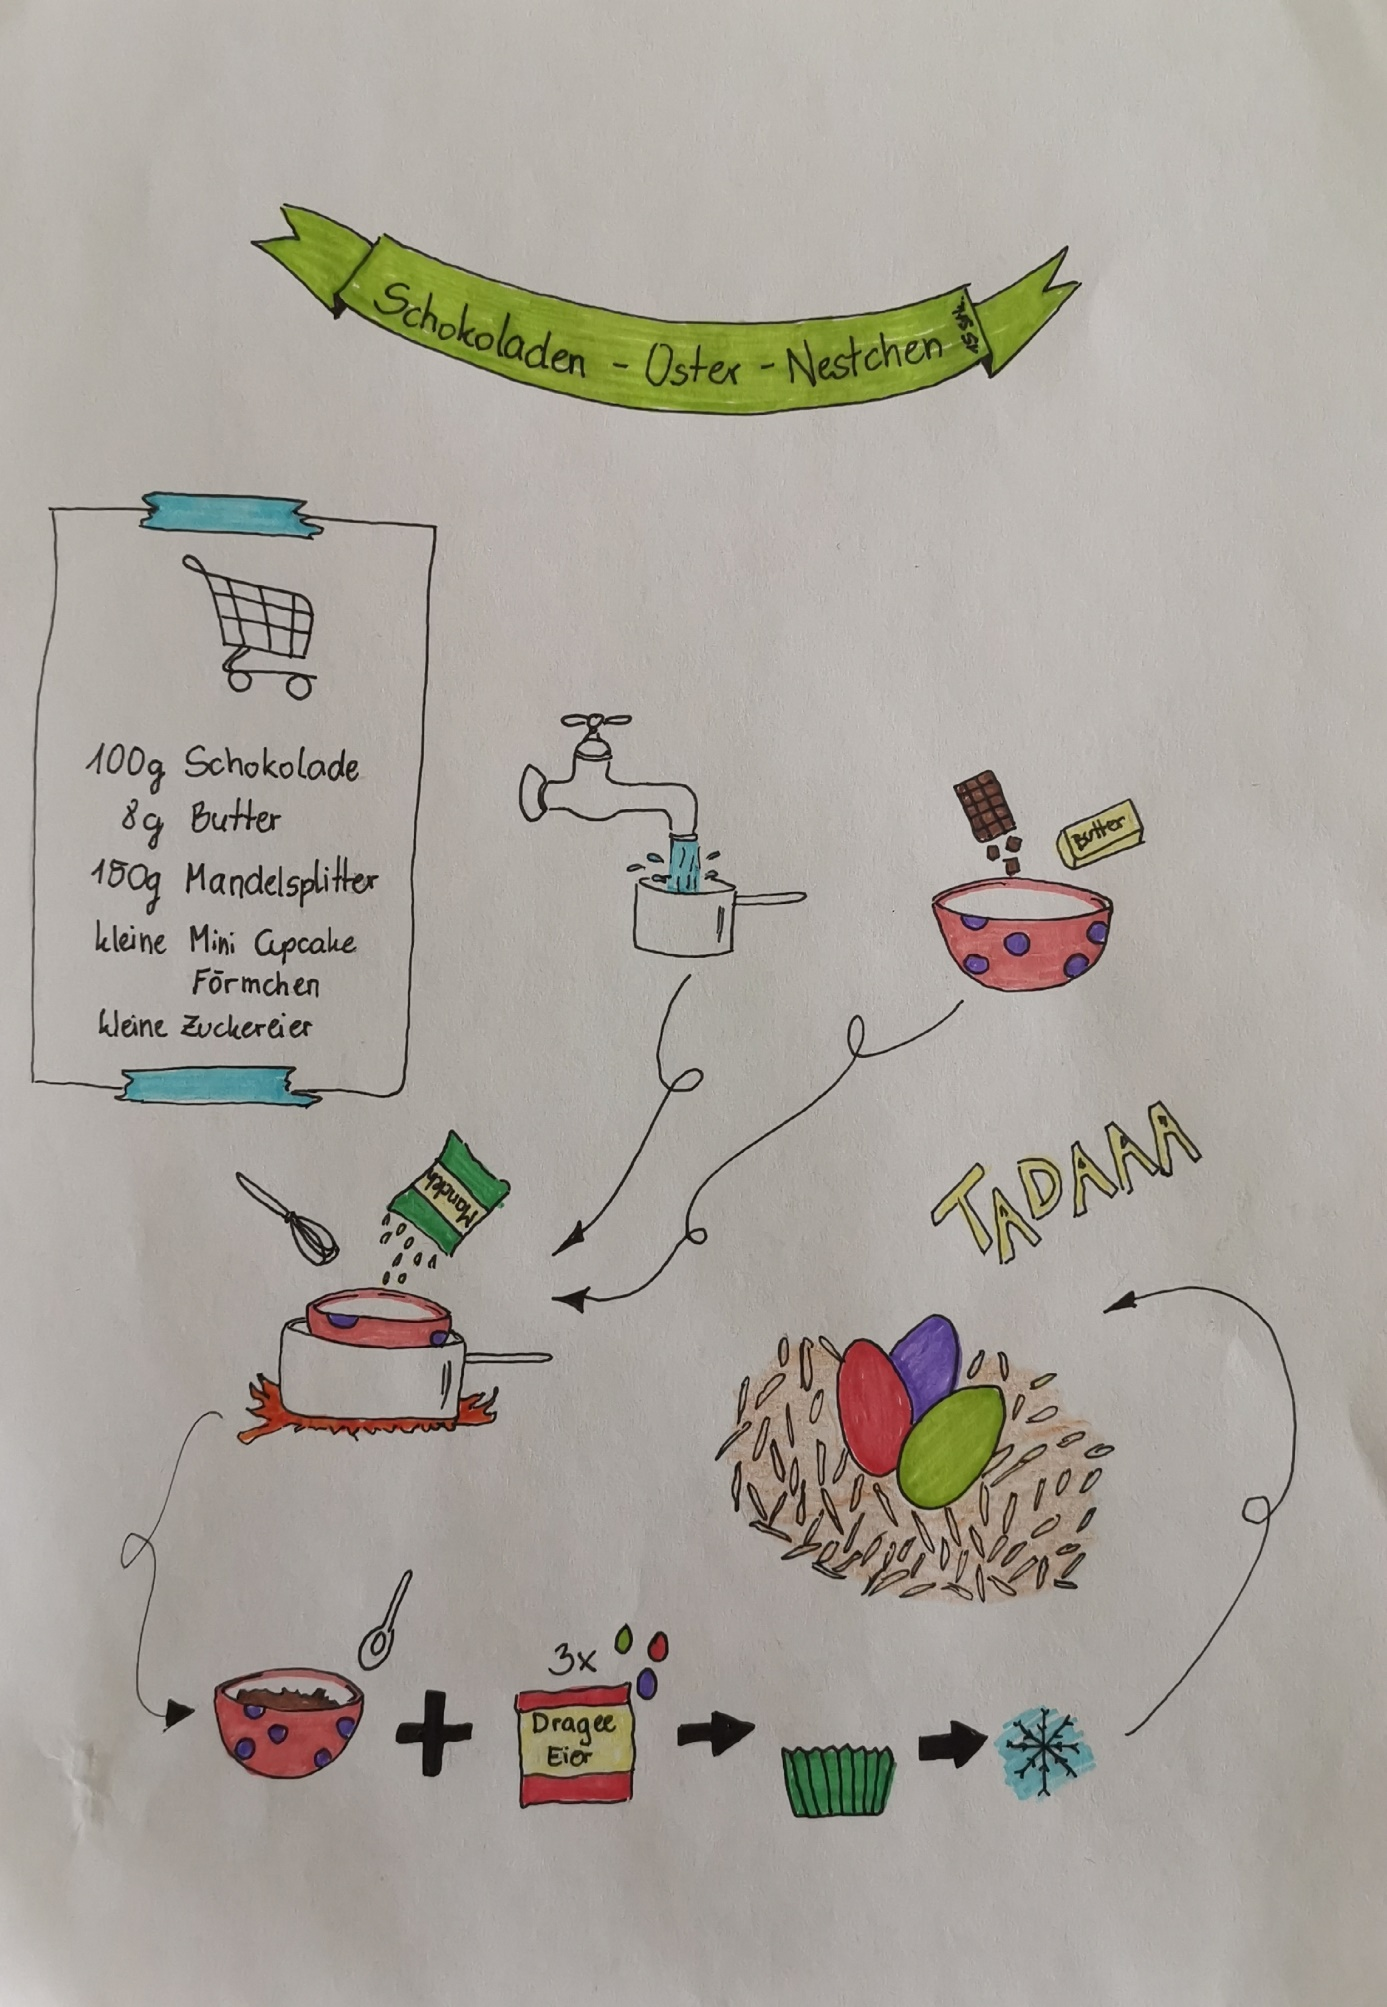 Schokoladen - Oster - Nestchen
100g Schokolade
8g Butter
150g Mandelsplitter
kleine Mini Cupcake
Förmchen
kleine Zuckereier
Butter
Mandeln
TADAAA
3x
Dragee
Eier